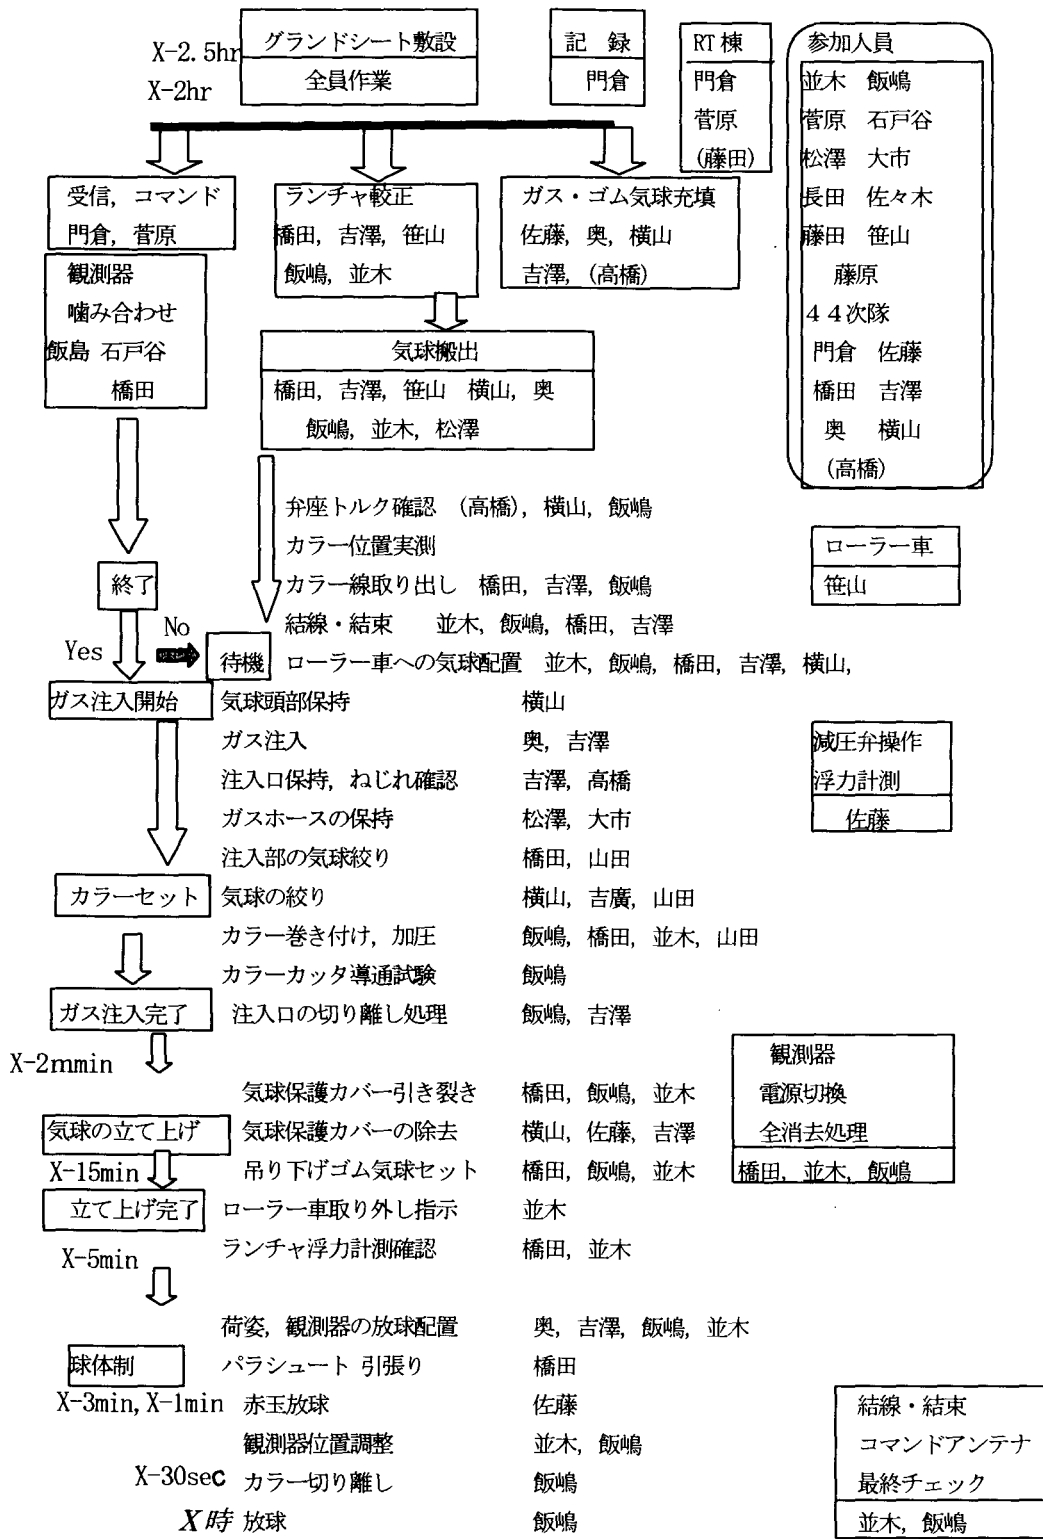 X-2.5hr
グランドシート敷設
X-2hr
全員作業
記 録
門倉
RT棟
門倉
菅原
(藤田)
参加人員
並木 飯嶋
菅原 石戸谷
松澤 大市
長田 佐々木
藤田 笹山
藤原
44次隊
門倉 佐藤
橋田 吉澤
奥 横山
(高橋)
受信, コマンド
門倉, 菅原
観測器
噛み合わせ
飯島 石戸谷
橋田
ランチャ較正
橋田, 吉澤, 笹山
飯嶋, 並木
ガス・ゴム気球充填
佐藤, 奥, 横山
吉澤, (高橋)
気球搬出
橋田, 吉澤, 笹山 横山, 奥
飯嶋, 並木, 松澤
弁座トルク確認 (高橋), 横山, 飯嶋
カラー位置実測
カラー線取り出し 橋田, 吉澤, 飯嶋
結線・結束 並木, 飯嶋, 橋田, 吉澤
ローラー車
笹山
終了
No
Yes
待機
ローラー車への気球配置 並木, 飯嶋, 橋田, 吉澤, 横山,
ガス注入開始 気球頭部保持 横山
ガス注入 奥, 吉澤
注入口保持, ねじれ確認 吉澤, 高橋
ガスホースの保持 松澤, 大市
注入部の気球絞り 橋田, 山田
減圧弁操作
浮力計測
佐藤
カラーセット 気球の絞り 横山, 吉廣, 山田
カラー巻き付け, 加圧 飯嶋, 橋田, 並木, 山田
カラーカッタ導通試験 飯嶋
ガス注入完了 注入口の切り離し処理 飯嶋, 吉澤
X-2mmin
気球保護カバー引き裂き 橋田, 飯嶋, 並木
気球の立て上げ 気球保護カバーの除去 横山, 佐藤, 吉澤
X-15min 吊り下げゴム気球セット 橋田, 飯嶋, 並木
観測器
電源切換
全消去処理
橋田, 並木, 飯嶋
立て上げ完了 ローラー車取り外し指示 並木
ランチャ浮力計測確認 橋田, 並木
X-5min
荷姿, 観測器の放球配置 奥, 吉澤, 飯嶋, 並木
球体制 パラシュート 引張り 橋田
X-3min, X-1min 赤玉放球 佐藤
観測器位置調整 並木, 飯嶋
X-30sec カラー切り離し 飯嶋
X時 放球 飯嶋
結線・結束
コマンドアンテナ
最終チェック
並木, 飯嶋